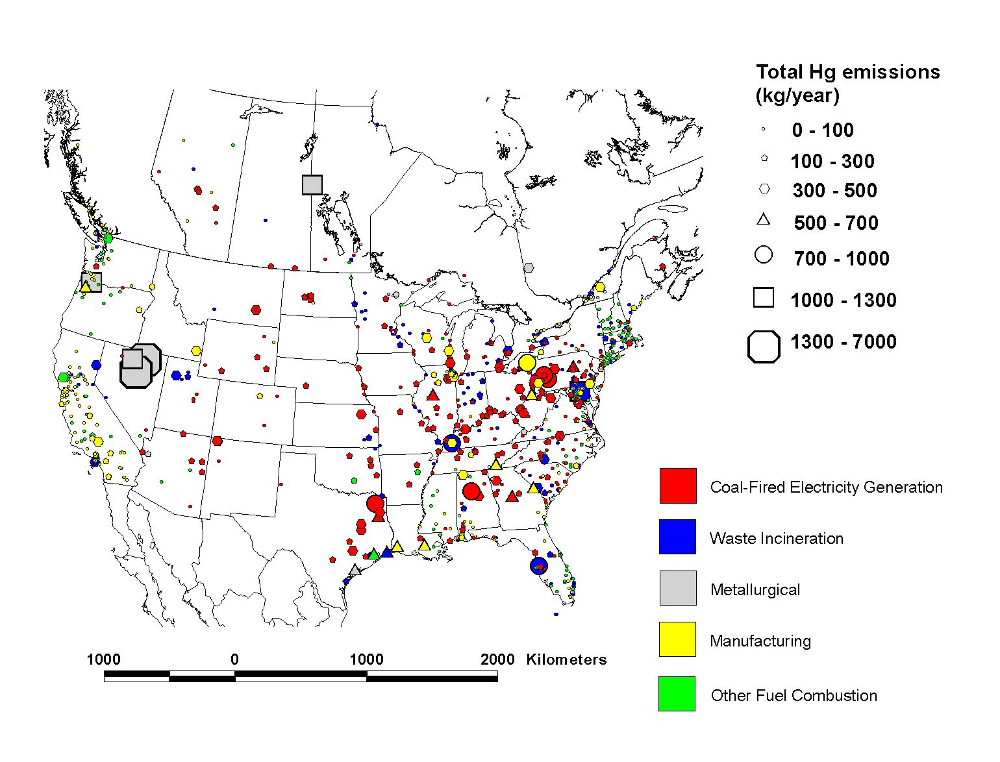 Total Hg emissions
(kg/year)
0 - 100
100 - 300
300 - 500
500 - 700
700 - 1000
1000 - 1300
1300 - 7000
Coal-Fired Electricity Generation
Waste Incineration
Metallurgical
Manufacturing
Other Fuel Combustion
1000 0 1000 2000 Kilometers